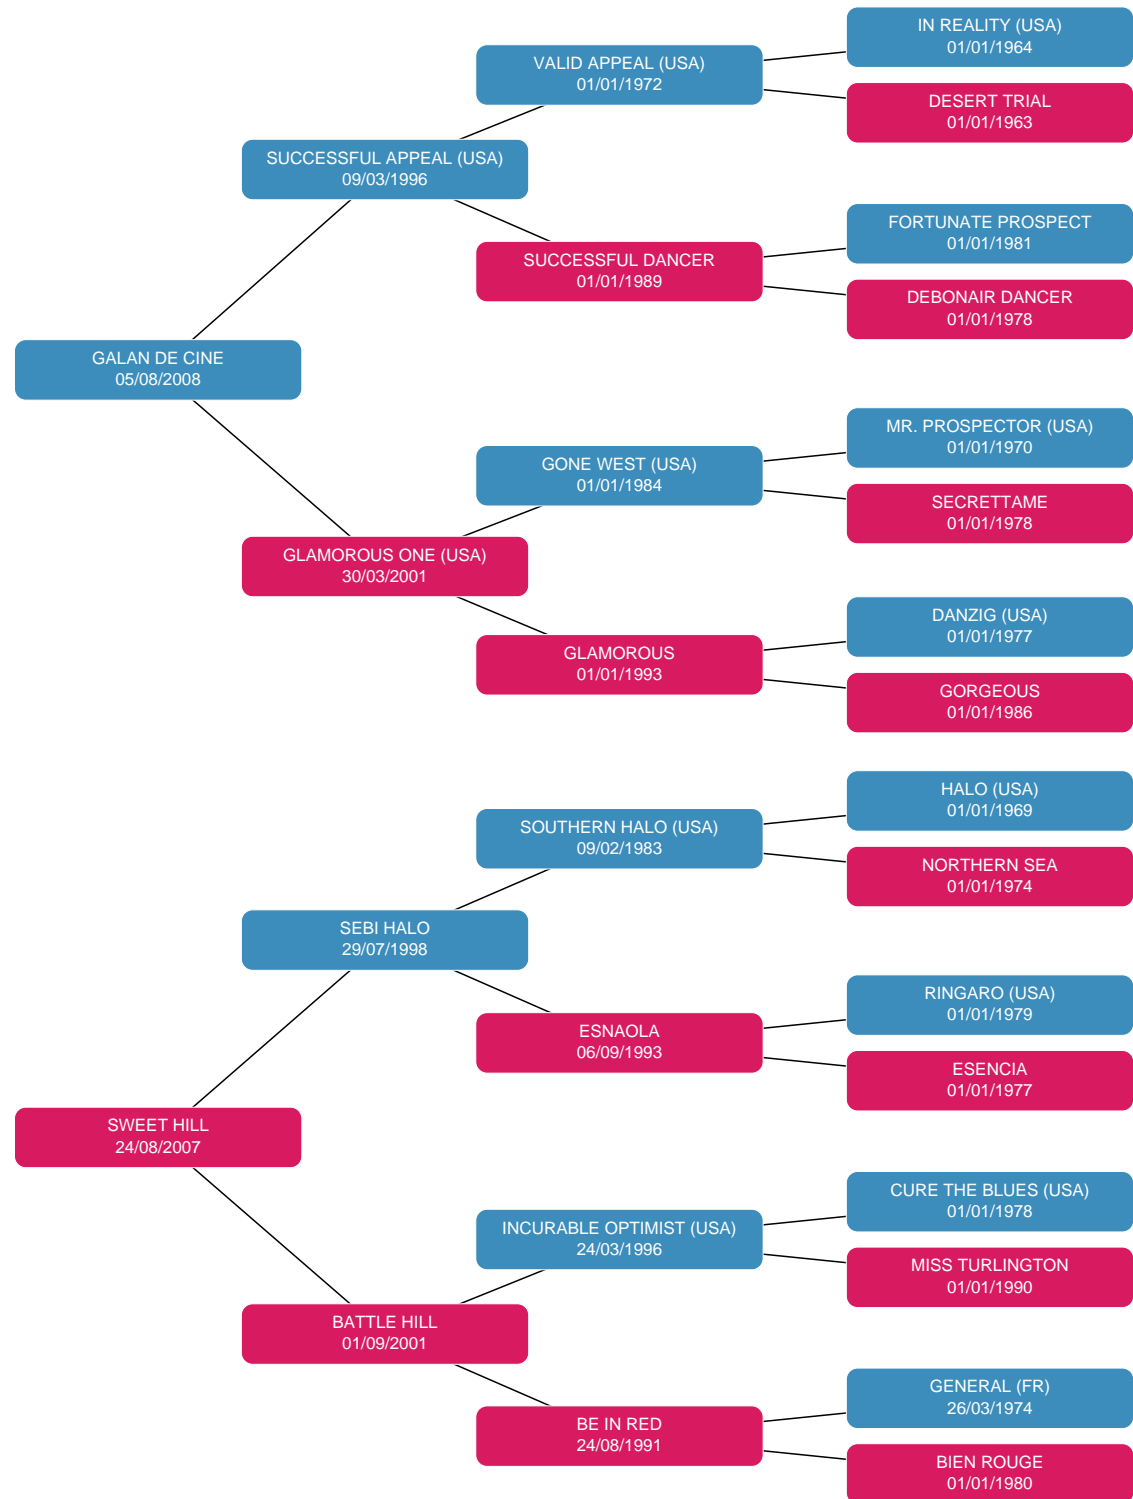 IN REALITY (USA)
01/01/1964
VALID APPEAL (USA)
01/01/1972
DESERT TRIAL
01/01/1963
SUCCESSFUL APPEAL (USA)
09/03/1996
FORTUNATE PROSPECT
01/01/1981
SUCCESSFUL DANCER
01/01/1989
DEBONAIR DANCER
01/01/1978
GALAN DE CINE
05/08/2008
MR. PROSPECTOR (USA)
01/01/1970
GONE WEST (USA)
01/01/1984
SECRETTAME
01/01/1978
GLAMOROUS ONE (USA)
30/03/2001
DANZIG (USA)
01/01/1977
GLAMOROUS
01/01/1993
GORGEOUS
01/01/1986
HALO (USA)
01/01/1969
SOUTHERN HALO (USA)
09/02/1983
NORTHERN SEA
01/01/1974
SEBI HALO
29/07/1998
RINGARO (USA)
01/01/1979
ESNAOLA
06/09/1993
ESENCIA
01/01/1977
SWEET HILL
24/08/2007
CURE THE BLUES (USA)
01/01/1978
INCURABLE OPTIMIST (USA)
24/03/1996
MISS TURLINGTON
01/01/1990
BATTLE HILL
01/09/2001
GENERAL (FR)
26/03/1974
BE IN RED
24/08/1991
BIEN ROUGE
01/01/1980